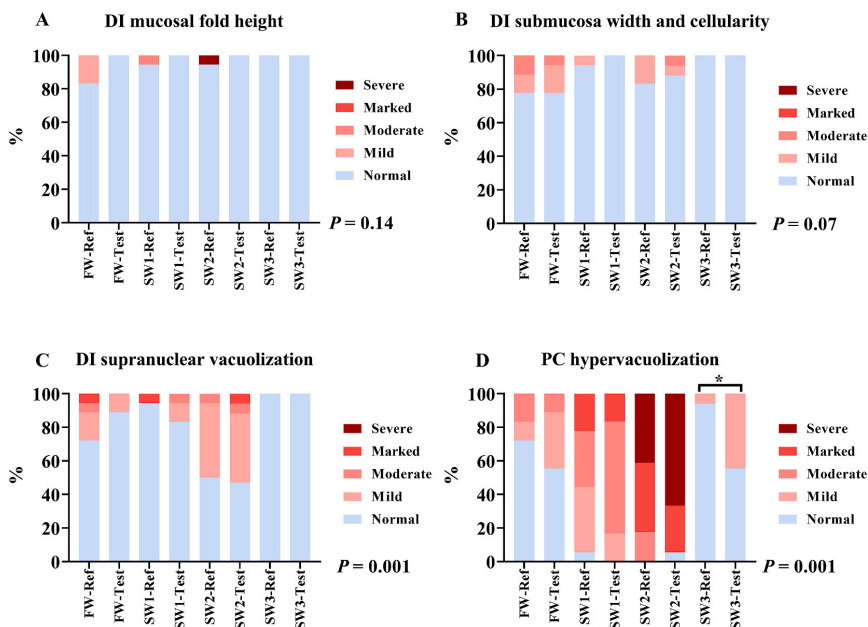 A DI mucosal fold height
100
80
60
40
20
0
%
Severe
Marked
Moderate
Mild
Normal
P = 0.14
FW-Ref
FW-Test
SW1-Ref
SW1-Test
SW2-Ref
SW2-Test
SW3-Ref
SW3-Test
B DI submucosa width and cellularity
100
80
60
40
20
0
%
Severe
Marked
Moderate
Mild
Normal
P = 0.07
FW-Ref
FW-Test
SW1-Ref
SW1-Test
SW2-Ref
SW2-Test
SW3-Ref
SW3-Test
C DI supranuclear vacuolization
100
80
60
40
20
0
%
Severe
Marked
Moderate
Mild
Normal
P = 0.001
FW-Ref
FW-Test
SW1-Ref
SW1-Test
SW2-Ref
SW2-Test
SW3-Ref
SW3-Test
D PC hypervacuolization
*
100
80
60
40
20
0
%
Severe
Marked
Moderate
Mild
Normal
P = 0.001
FW-Ref
FW-Test
SW1-Ref
SW1-Test
SW2-Ref
SW2-Test
SW3-Ref
SW3-Test